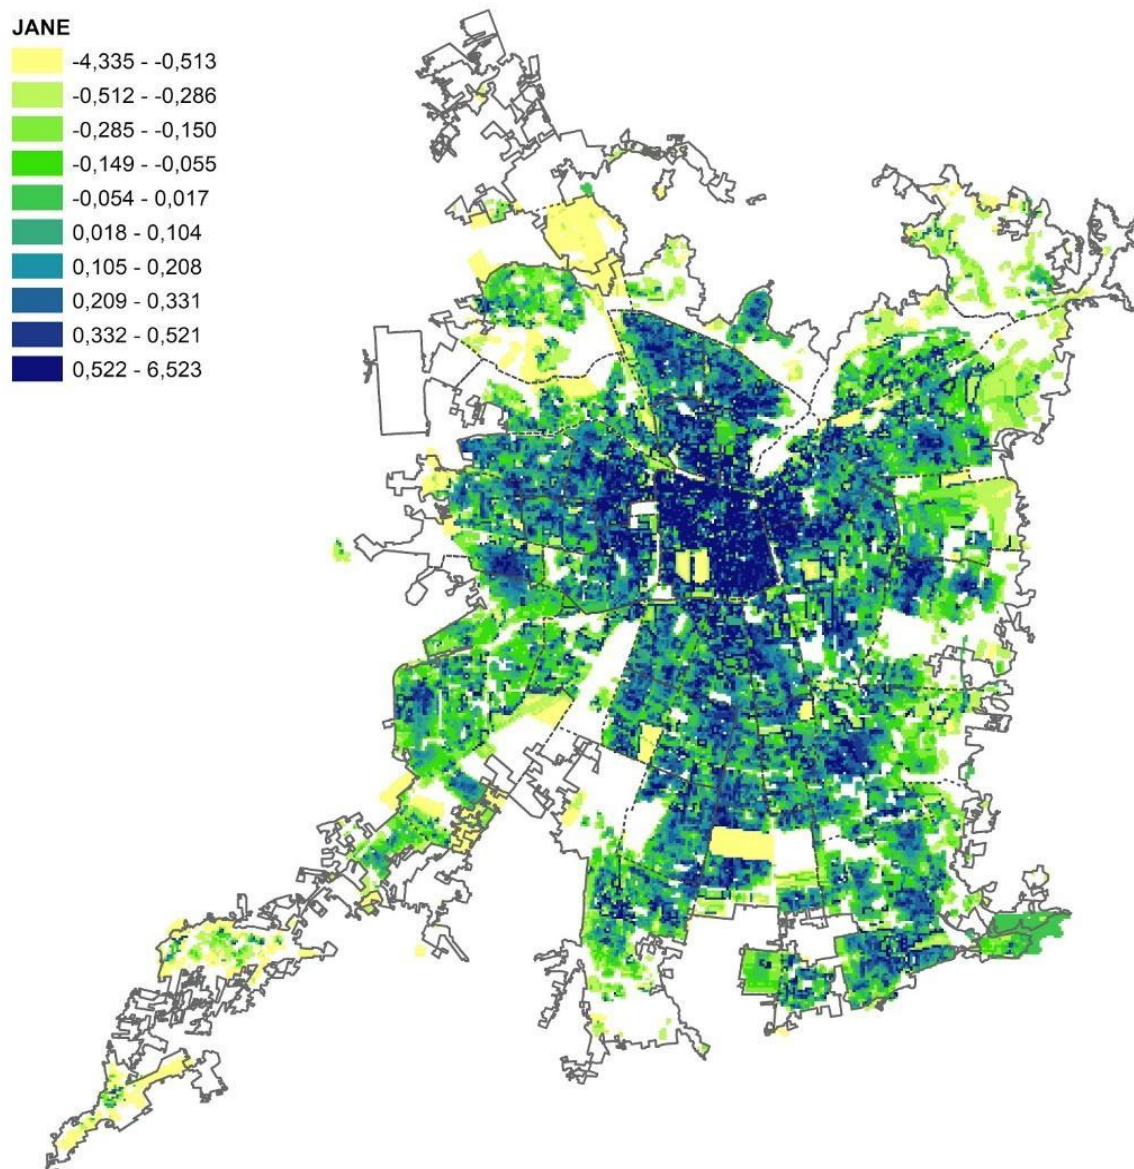 JANE
-4,335 - -0,513
-0,512 - -0,286
-0,285 - -0,150
-0,149 - -0,055
-0,054 - 0,017
0,018 - 0,104
0,105 - 0,208
0,209 - 0,331
0,332 - 0,521
0,522 - 6,523